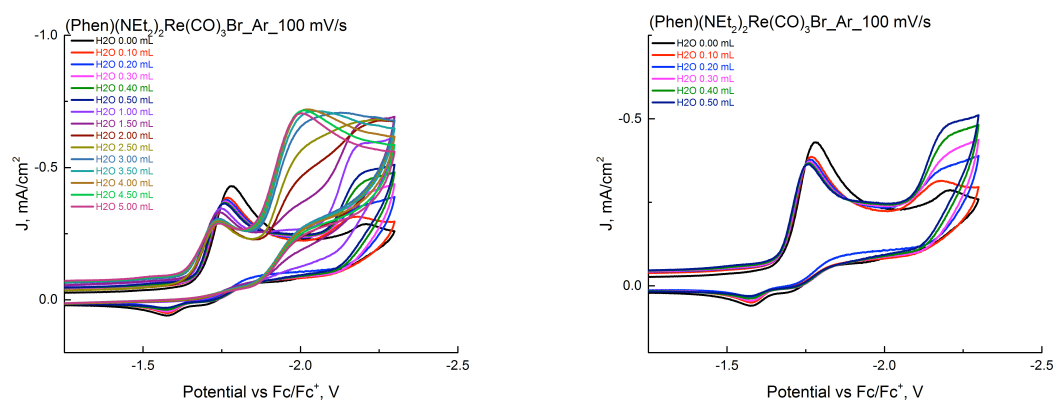 (Phen)(NEt2)2Re(CO)3Br_Ar_100 mV/s
-1.0
H2O 0.00 mL
H2O 0.10 mL
H2O 0.20 mL
H2O 0.30 mL
H2O 0.40 mL
H2O 0.50 mL
H2O 1.00 mL
H2O 1.50 mL
H2O 2.00 mL
H2O 2.50 mL
H2O 3.00 mL
H2O 3.50 mL
H2O 4.00 mL
H2O 4.50 mL
H2O 5.00 mL
-0.5
0.0
J, mA/cm2
-1.5 -2.0 -2.5
Potential vs Fc/Fc+, V
(Phen)(NEt2)2Re(CO)3Br_Ar_100 mV/s
H2O 0.00 mL
H2O 0.10 mL
H2O 0.20 mL
H2O 0.30 mL
H2O 0.40 mL
H2O 0.50 mL
-0.5
0.0
J, mA/cm2
-1.5 -2.0 -2.5
Potential vs Fc/Fc+, V